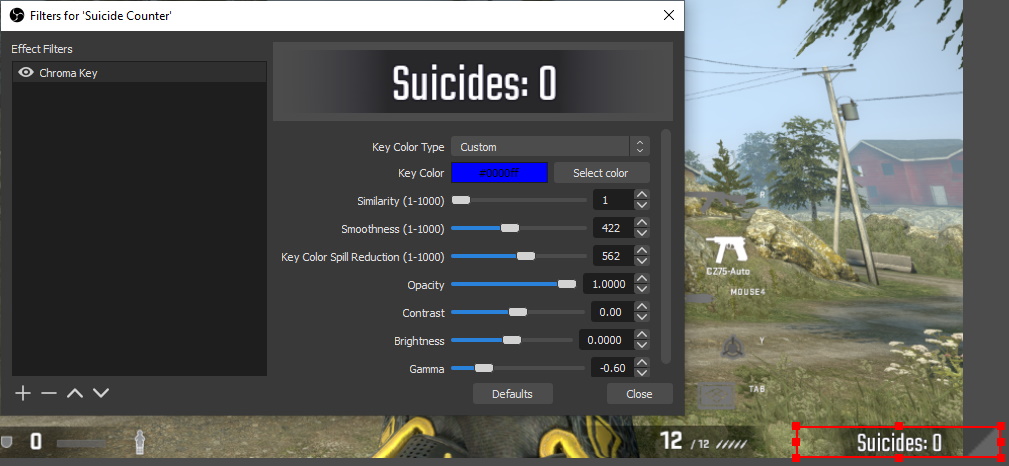 Filters for 'Suicide Counter'
Effect Filters
Chroma Key
Suicides: 0
Key Color Type
Custom
Key Color
#0000ff
Select color
Similarity (1-1000)
1
Smoothness (1-1000)
422
Key Color Spill Reduction (1-1000)
562
Opacity
1.0000
Contrast
0.00
Brightness
0.0000
Gamma
-0.60
Defaults
Close
R
CZ75-Auto
MOUSE4
Y
TAB
0
12 / 12
Suicides: 0